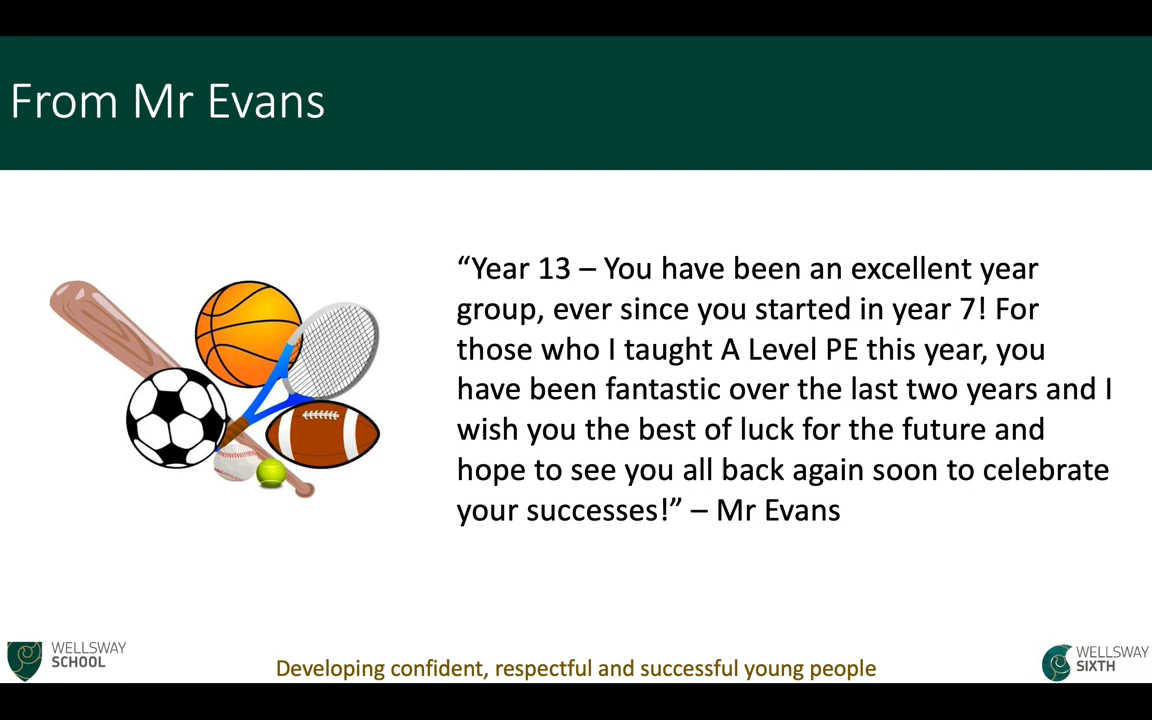 From Mr Evans
“Year 13 – You have been an excellent year
group, ever since you started in year 7! For
those who I taught A Level PE this year, you
have been fantastic over the last two years and I
wish you the best of luck for the future and
hope to see you all back again soon to celebrate
your successes!” – Mr Evans
WELLSWAY
SCHOOL
Developing confident, respectful and successful young people
WELLSWAY
SIXTH